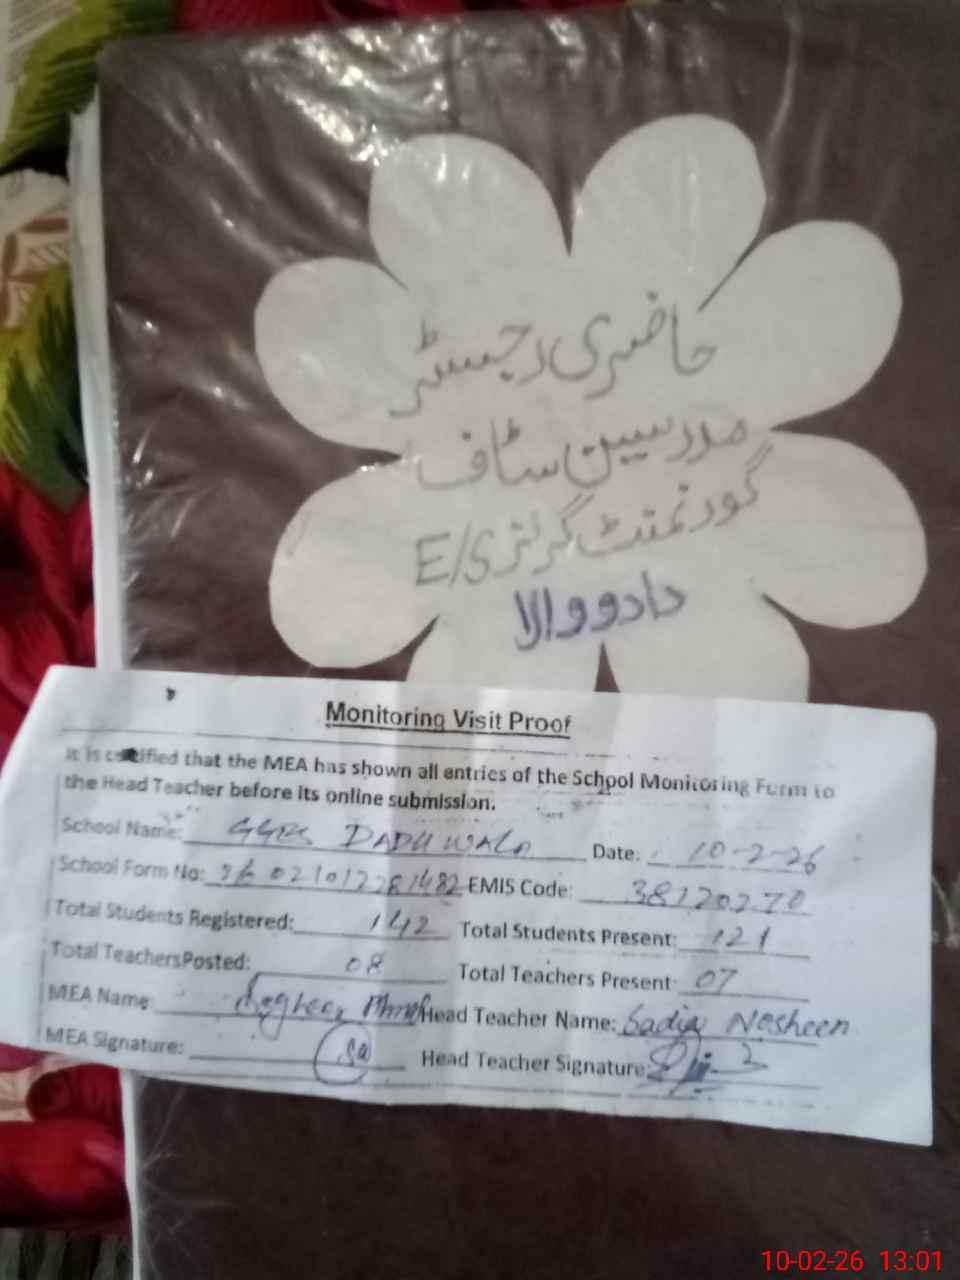 حاضری رجسٹر
مدرسین سٹاف
گورنمنٹ گرلز E/S
دادووالا
Monitoring Visit Proof
It is certified that the MEA has shown all entries of the School Monitoring Form to
the Head Teacher before its online submission.
School Name: GGES DADU WALA Date: 10-2-26
School Form No: EMIS Code: 38120270
Total Students Registered: 142 Total Students Present: 121
Total TeachersPosted: 08 Total Teachers Present: 07
MEA Name: Head Teacher Name: Sadia Nosheen
MEA Signature: Head Teacher Signature:
10-02-26 13:01